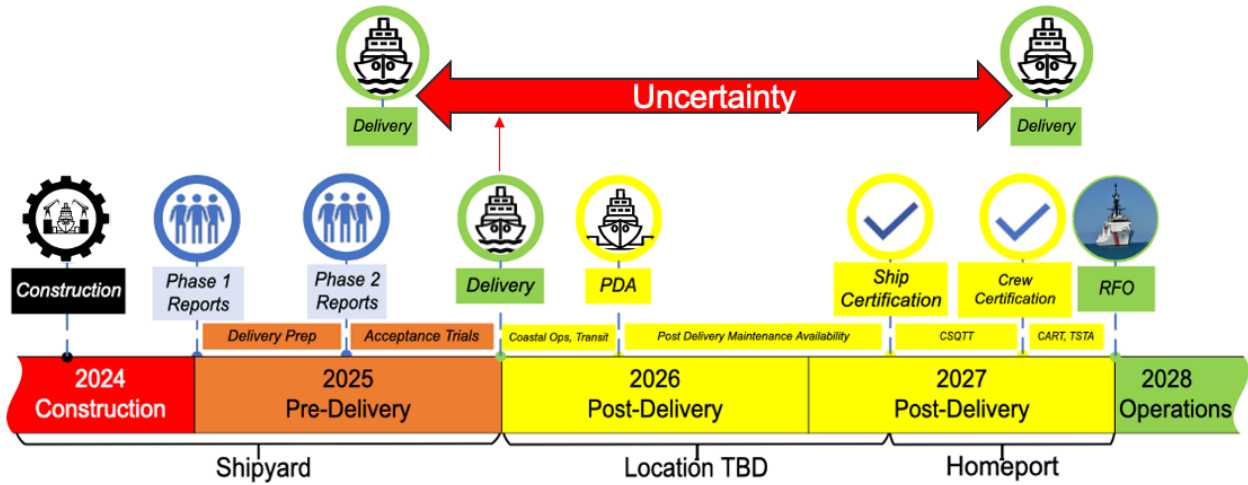 Uncertainty
Delivery
Delivery
Construction
Phase 1
Reports
Phase 2
Reports
Delivery
PDA
Ship
Certification
Crew
Certification
RFO
Delivery Prep
Acceptance Trials
Coastal Ops, Transit
Post Delivery Maintenance Availability
CSQTT
CART, TSTA
2024
Construction
2025
Pre-Delivery
2026
Post-Delivery
2027
Post-Delivery
2028
Operations
Shipyard
Location TBD
Homeport